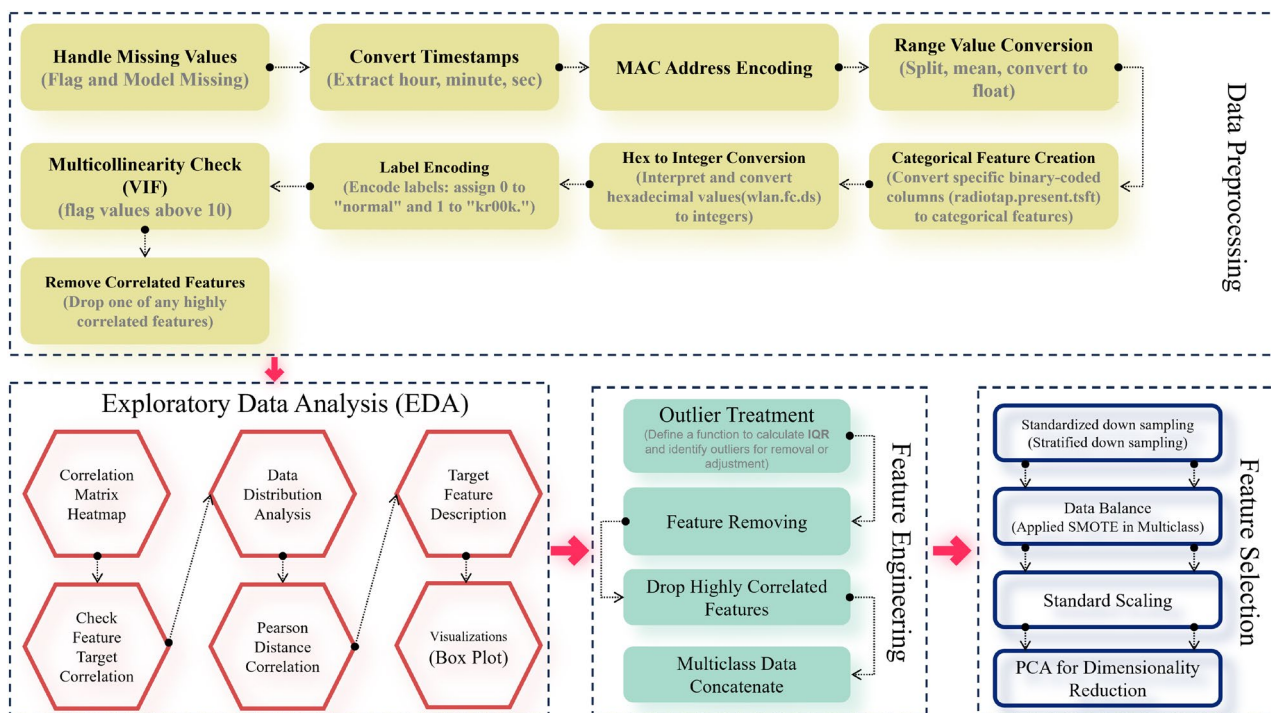 Handle Missing Values
(Flag and Model Missing)
Convert Timestamps
(Extract hour, minute, sec)
MAC Address Encoding
Range Value Conversion
(Split, mean, convert to
float)
Data Preprocessing
Categorical Feature Creation
(Convert specific binary-coded
columns (radiotap.present.tsft)
to categorical features)
Hex to Integer Conversion
(Interpret and convert
hexadecimal values(wlan.fc.ds)
to integers)
Label Encoding
(Encode labels: assign 0 to
"normal" and 1 to "kr00k.")
Multicollinearity Check
(VIF)
(flag values above 10)
Remove Correlated Features
(Drop one of any highly
correlated features)
Exploratory Data Analysis (EDA)
Correlation
Matrix
Heatmap
Check
Feature
Target
Correlation
Data
Distribution
Analysis
Pearson
Distance
Correlation
Target
Feature
Description
Visualizations
(Box Plot)
Feature Engineering
Outlier Treatment
(Define a function to calculate IQR
and identify outliers for removal or
adjustment)
Feature Removing
Drop Highly Correlated
Features
Multiclass Data
Concatenate
Feature Selection
Standardized down sampling
(Stratified down sampling)
Data Balance
(Applied SMOTE in Multiclass)
Standard Scaling
PCA for Dimensionality
Reduction